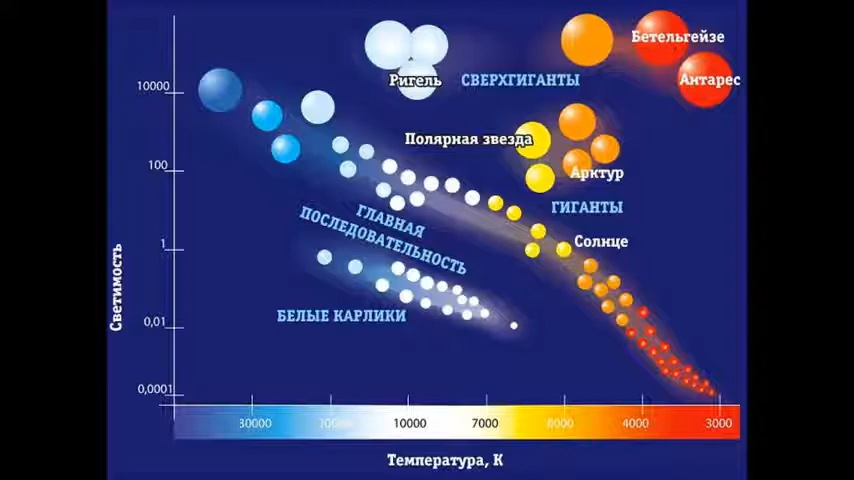 Бетельгейзе
Ригель
СВЕРХГИГАНТЫ
Антарес
10000
Полярная звезда
100
Арктур
ГЛАВНАЯ
ПОСЛЕДОВАТЕЛЬНОСТЬ
ГИГАНТЫ
Солнце
1
Светимость
БЕЛЫЕ КАРЛИКИ
0,01
0,0001
30000
10000
7000
6000
4000
3000
Температура, К